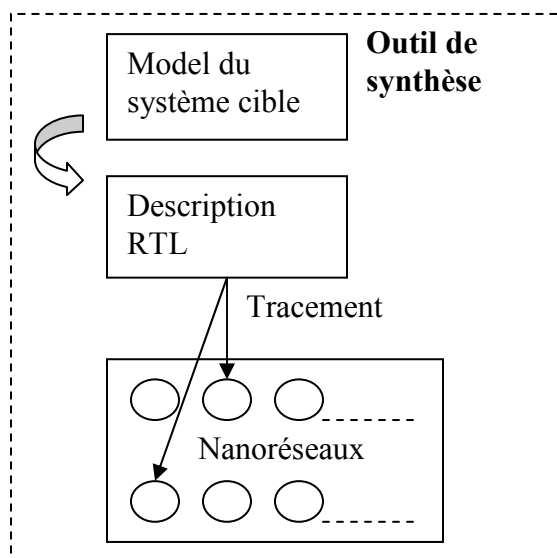 Outil de
synthèse
Model du
système cible
Description
RTL
Tracement
Nanoréseaux